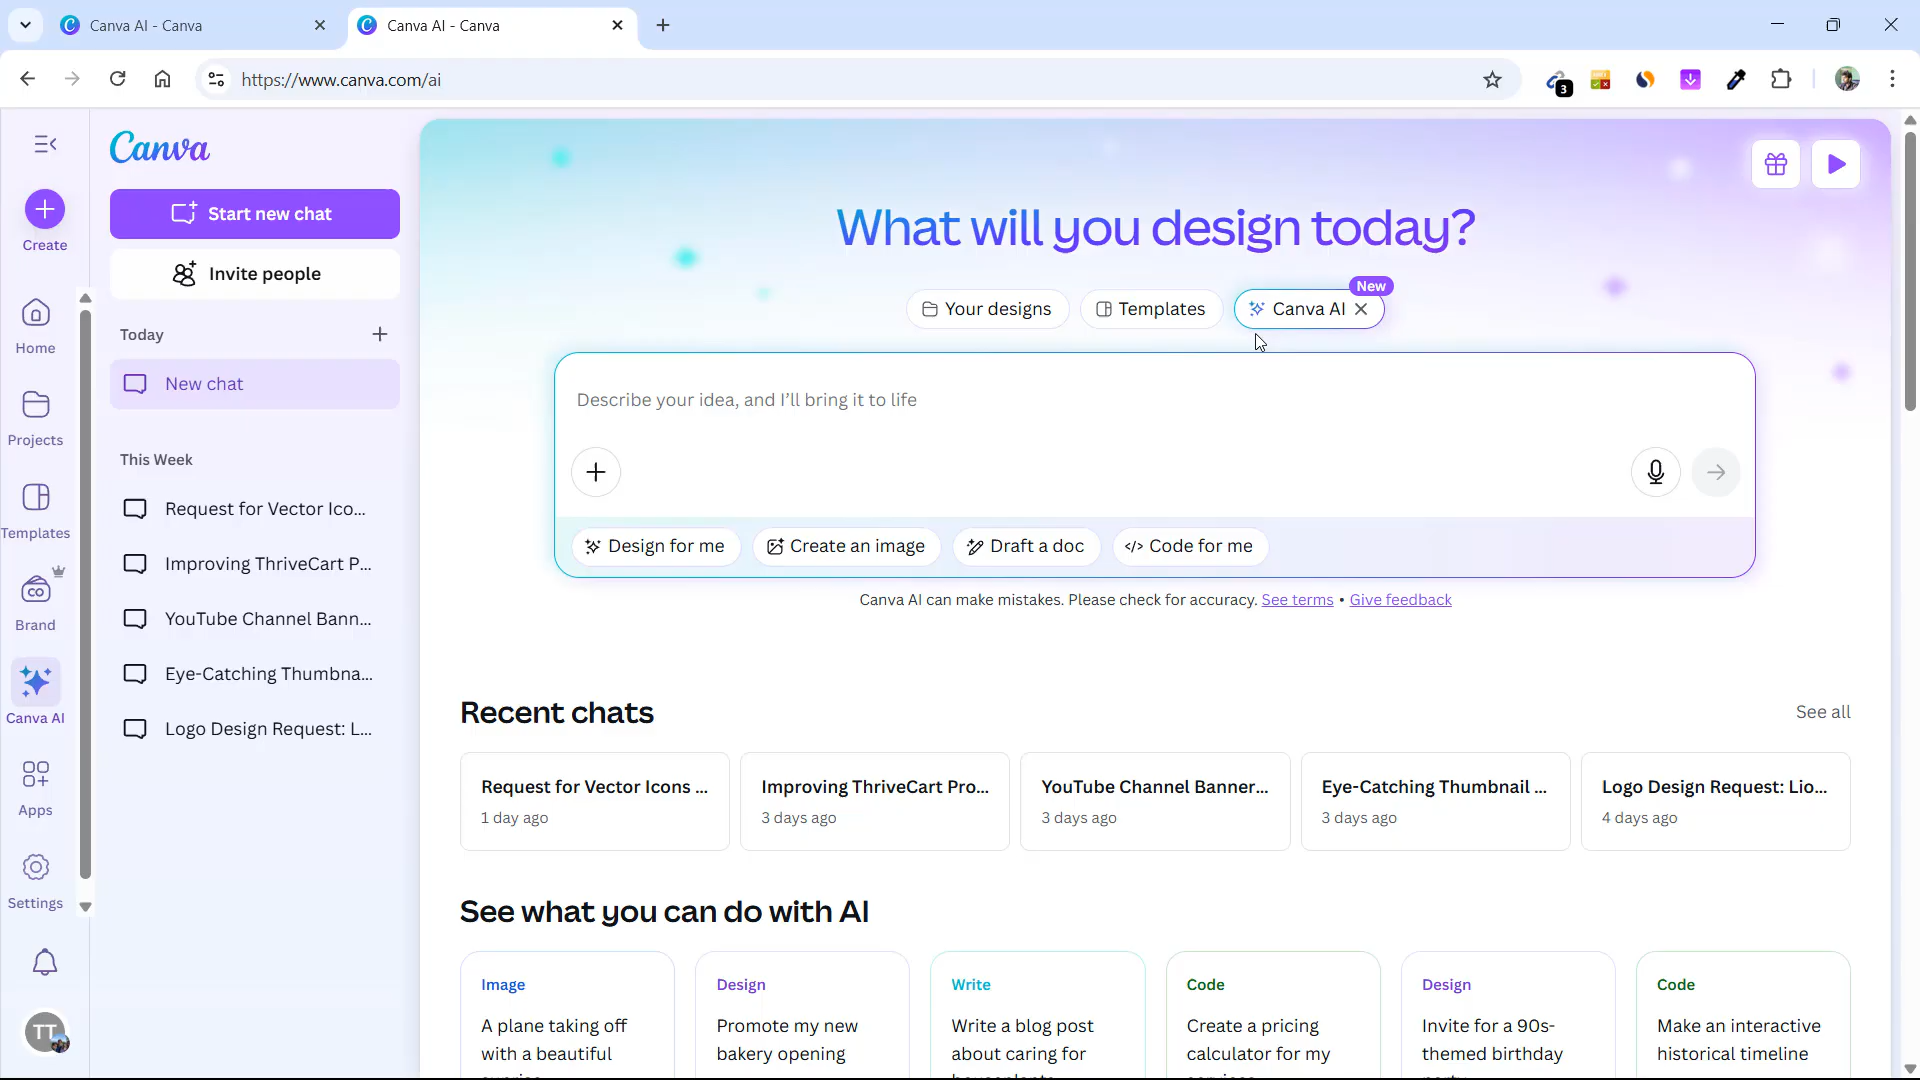 Canva AI - Canva
Canva AI - Canva
https://www.canva.com/ai
3
Canva
Start new chat
Invite people
Today
New chat
This Week
Request for Vector Ico...
Improving ThriveCart P...
YouTube Channel Bann...
Eye-Catching Thumbna...
Logo Design Request: L...
Create
Home
Projects
Templates
CO
Brand
Canva AI
Apps
Settings
TT
What will you design today?
Your designs
Templates
Canva AI
New
Describe your idea, and I'll bring it to life
Design for me
Create an image
Draft a doc
</> Code for me
Canva AI can make mistakes. Please check for accuracy. See terms • Give feedback
Recent chats
See all
Request for Vector Icons ...
1 day ago
Improving ThriveCart Pro...
3 days ago
YouTube Channel Banner...
3 days ago
Eye-Catching Thumbnail ...
3 days ago
Logo Design Request: Lio...
4 days ago
See what you can do with AI
Image
A plane taking off
with a beautiful
Design
Promote my new
bakery opening
Write
Write a blog post
about caring for
Code
Create a pricing
calculator for my
Design
Invite for a 90s-
themed birthday
Code
Make an interactive
historical timeline